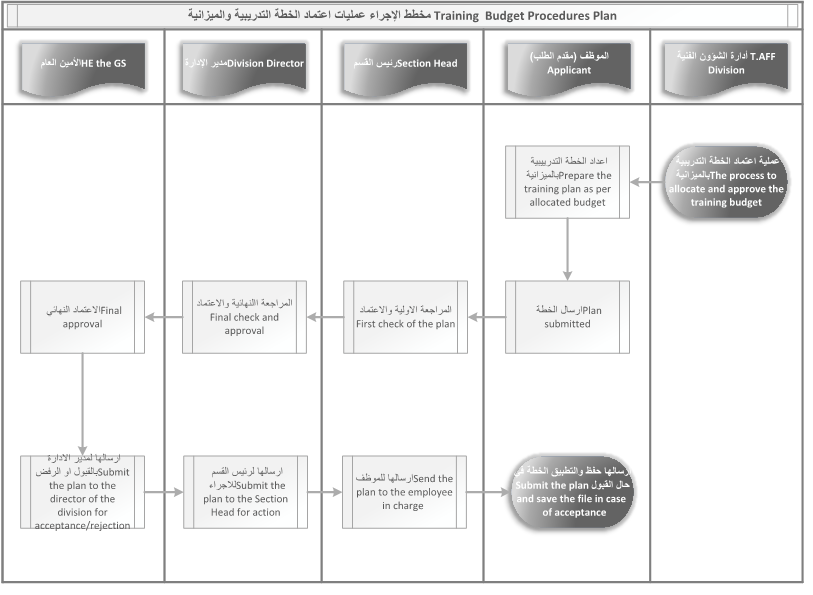 مخطط الإجراء عمليات اعتماد الخطة التدريبية والميزانية Training Budget Procedures Plan
الأمين العام HE the GS
مدير الإدارة Division Director
رئيس القسم Section Head
الموظف (مقدم الطلب)
Applicant
أدارة الشؤون الفنية T.AFF
Division
عملية اعتماد الخطة التدريبية
بالميزانية The process to
allocate and approve the
training budget
اعداد الخطة التدريبيية
بالميزانية Prepare the
training plan as per
allocated budget
ارسال الخطة Plan
submitted
المراجعة الاولية والاعتماد
First check of the plan
المراجعة االنهائية والاعتماد
Final check and
approval
الاعتماد النهائي Final
approval
ارسالها لمدير الادارة
بالقبول او الرفض Submit
the plan to the
director of the
division for
acceptance/rejection
ارسالها لرئيس القسم
للاجراء Submit the
plan to the Section
Head for action
ارسالها للموظف Send the
plan to the employee
in charge
رسالها حفظ والتطبيق الخطة في
حال القبول Submit the plan
and save the file in case
of acceptance